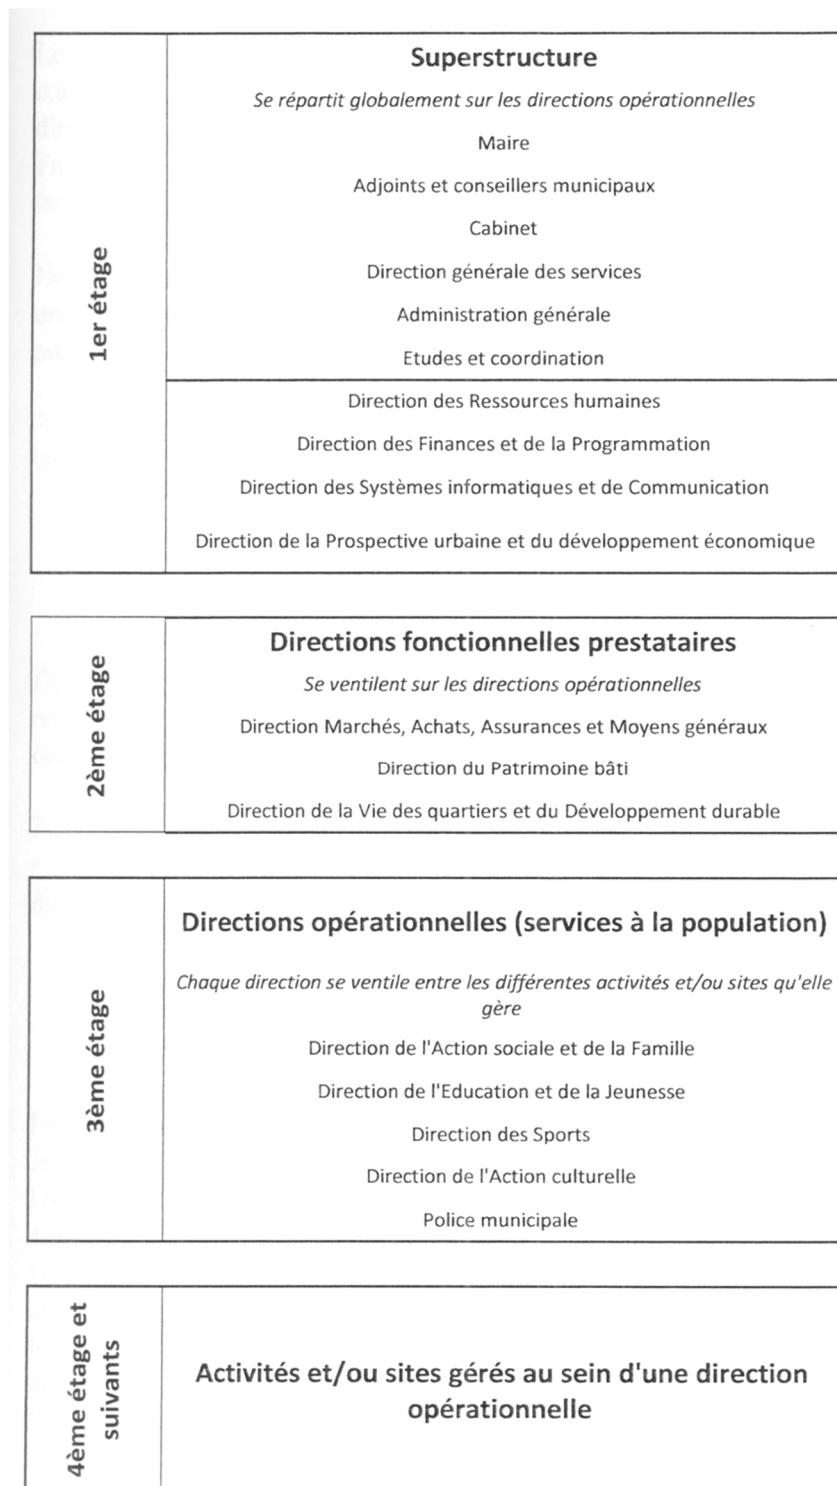 1er étage
Superstructure
Se répartit globalement sur les directions opérationnelles
Maire
Adjoints et conseillers municipaux
Cabinet
Direction générale des services
Administration générale
Etudes et coordination
Direction des Ressources humaines
Direction des Finances et de la Programmation
Direction des Systèmes informatiques et de Communication
Direction de la Prospective urbaine et du développement économique
2ème étage
Directions fonctionnelles prestataires
Se ventilent sur les directions opérationnelles
Direction Marchés, Achats, Assurances et Moyens généraux
Direction du Patrimoine bâti
Direction de la Vie des quartiers et du Développement durable
3ème étage
Directions opérationnelles (services à la population)
Chaque direction se ventile entre les différentes activités et/ou sites qu'elle
gère
Direction de l'Action sociale et de la Famille
Direction de l'Education et de la Jeunesse
Direction des Sports
Direction de l'Action culturelle
Police municipale
4ème étage et
suivants
Activités et/ou sites gérés au sein d'une direction
opérationnelle